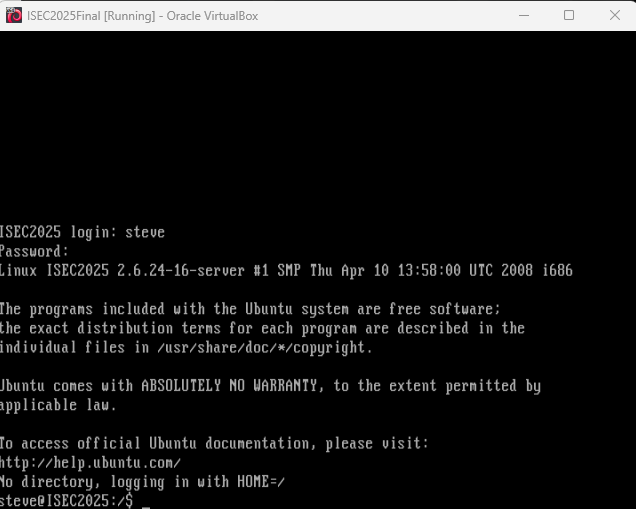 ISEC2025Final [Running] - Oracle VirtualBox
ISEC2025 login: steve
Password:
Linux ISEC2025 2.6.24-16-server #1 SMP Thu Apr 10 13:58:00 UTC 2008 i686
The programs included with the Ubuntu system are free software;
the exact distribution terms for each program are described in the
individual files in /usr/share/doc/*/copyright.
Ubuntu comes with ABSOLUTELY NO WARRANTY, to the extent permitted by
applicable law.
To access official Ubuntu documentation, please visit:
http://help.ubuntu.com/
No directory, logging in with HOME=/
steve@ISEC2025:/$ _